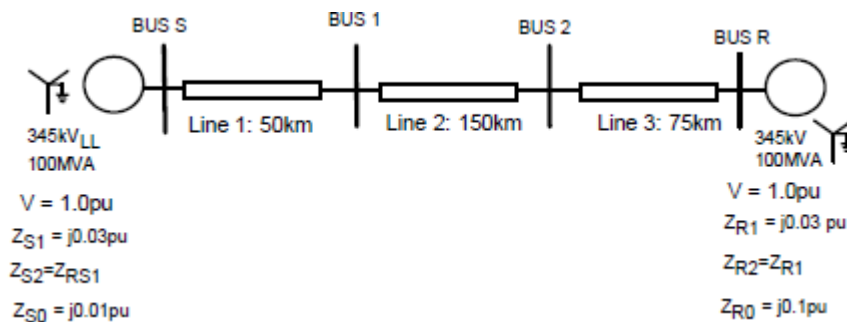 BUS S
BUS 1
BUS 2
BUS R
Line 1: 50km
Line 2: 150km
Line 3: 75km
345kVLL
100MVA
V = 1.0pu
ZS1 = j0.03pu
ZS2=ZRS1
ZS0 = j0.01pu
345kV
100MVA
V = 1.0pu
ZR1 = j0.03 pu
ZR2=ZR1
ZR0 = j0.1pu